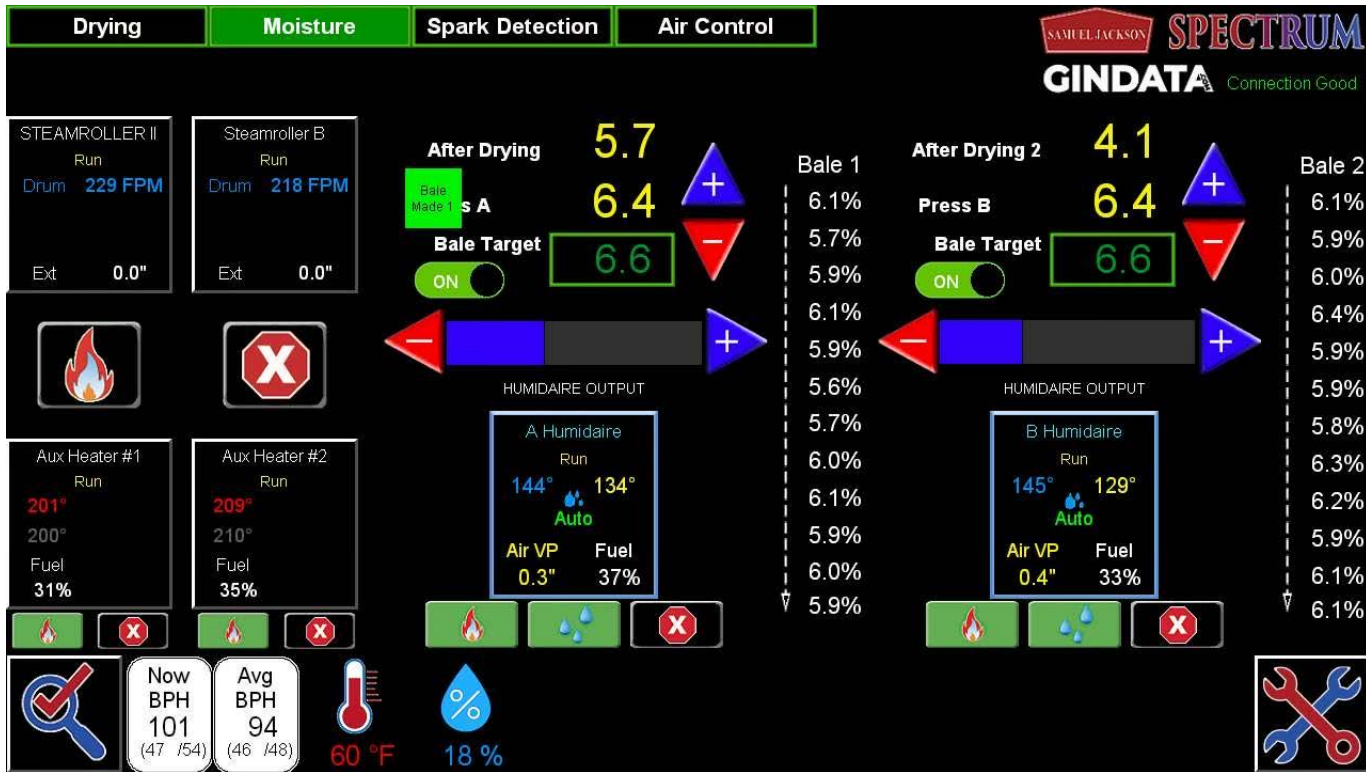 Drying
Moisture
Spark Detection
Air Control
SAMUEL JACKSON
SPECTRUM
GINDATA
Connection Good
STEAMROLLER II
Run
Drum 229 FPM
Ext 0.0"
Steamroller B
Run
Drum 218 FPM
Ext 0.0"
Aux Heater #1
Run
201°
200°
Fuel
31%
Aux Heater #2
Run
209°
210°
Fuel
35%
After Drying 5.7
Bale
Made 1
s A 6.4
Bale Target 6.6
ON
HUMIDAIRE OUTPUT
A Humidaire
Run
144° 134°
Auto
Air VP Fuel
0.3" 37%
Bale 1
6.1%
5.7%
5.9%
6.1%
5.9%
5.6%
5.7%
6.0%
6.1%
5.9%
6.0%
5.9%
After Drying 2 4.1
Press B 6.4
Bale Target 6.6
ON
HUMIDAIRE OUTPUT
B Humidaire
Run
145° 129°
Auto
Air VP Fuel
0.4" 33%
Bale 2
6.1%
5.9%
6.0%
6.4%
5.9%
5.9%
5.8%
6.3%
6.2%
5.9%
6.1%
6.1%
Now
BPH
101
(47 /54)
Avg
BPH
94
(46 /48)
60 °F
%
18 %